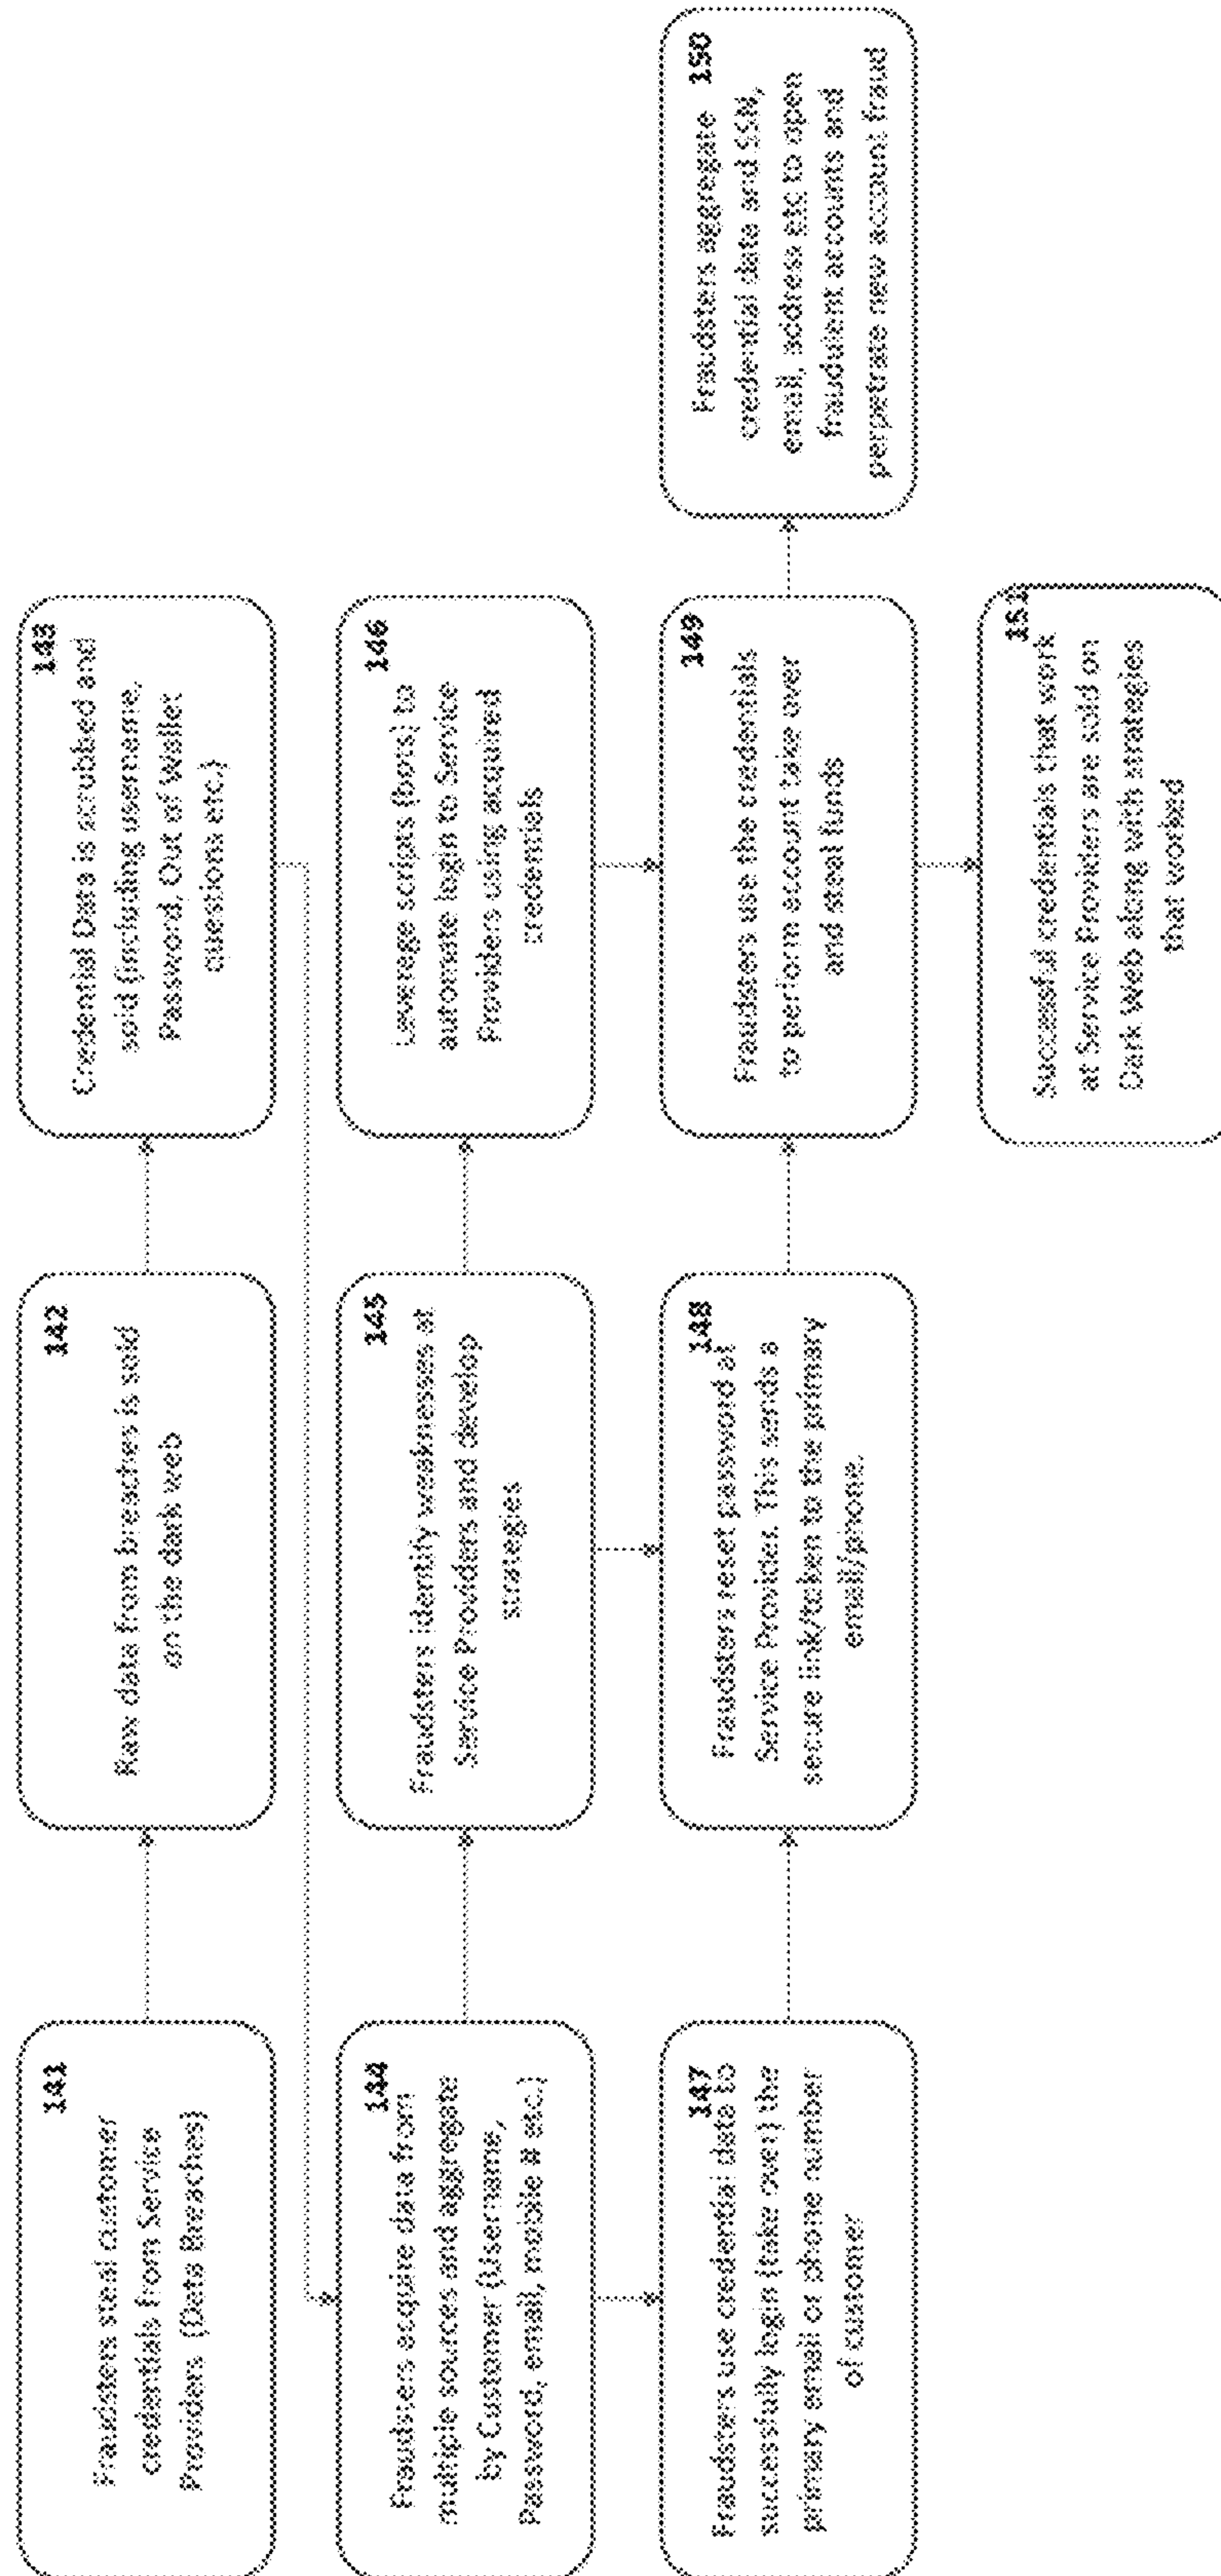 141
Fraudsters steal customer
credentials from Service
Providers (Data Breaches)
142
Raw data from breaches is sold
on the dark web
143
Credential Data is scrubbed and
sold (including username,
Password, Out of Wallet
questions etc.)
144
Fraudsters acquire data from
multiple sources and aggregate
by Customer (Username,
Password, email, mobile # etc.)
145
Fraudsters identify weaknesses at
Service Providers and develop
strategies
146
Leverage scripts (bots) to
automate login to Service
Providers using acquired
credentials
147
Fraudsters use credential data to
successfully login (take over) the
primary email or phone number
of customer
148
Fraudsters reset password at
Service Provider. This sends a
secure link/token to the primary
email/phone.
149
Fraudsters use the credentials
to perform account take over
and steal funds
150
Fraudsters aggregate
credential data and SSN,
email, address etc to open
fraudulent accounts and
perpetrate new account fraud
151
Successful credentials that work
at Service Providers are sold on
Dark Web along with strategies
that worked